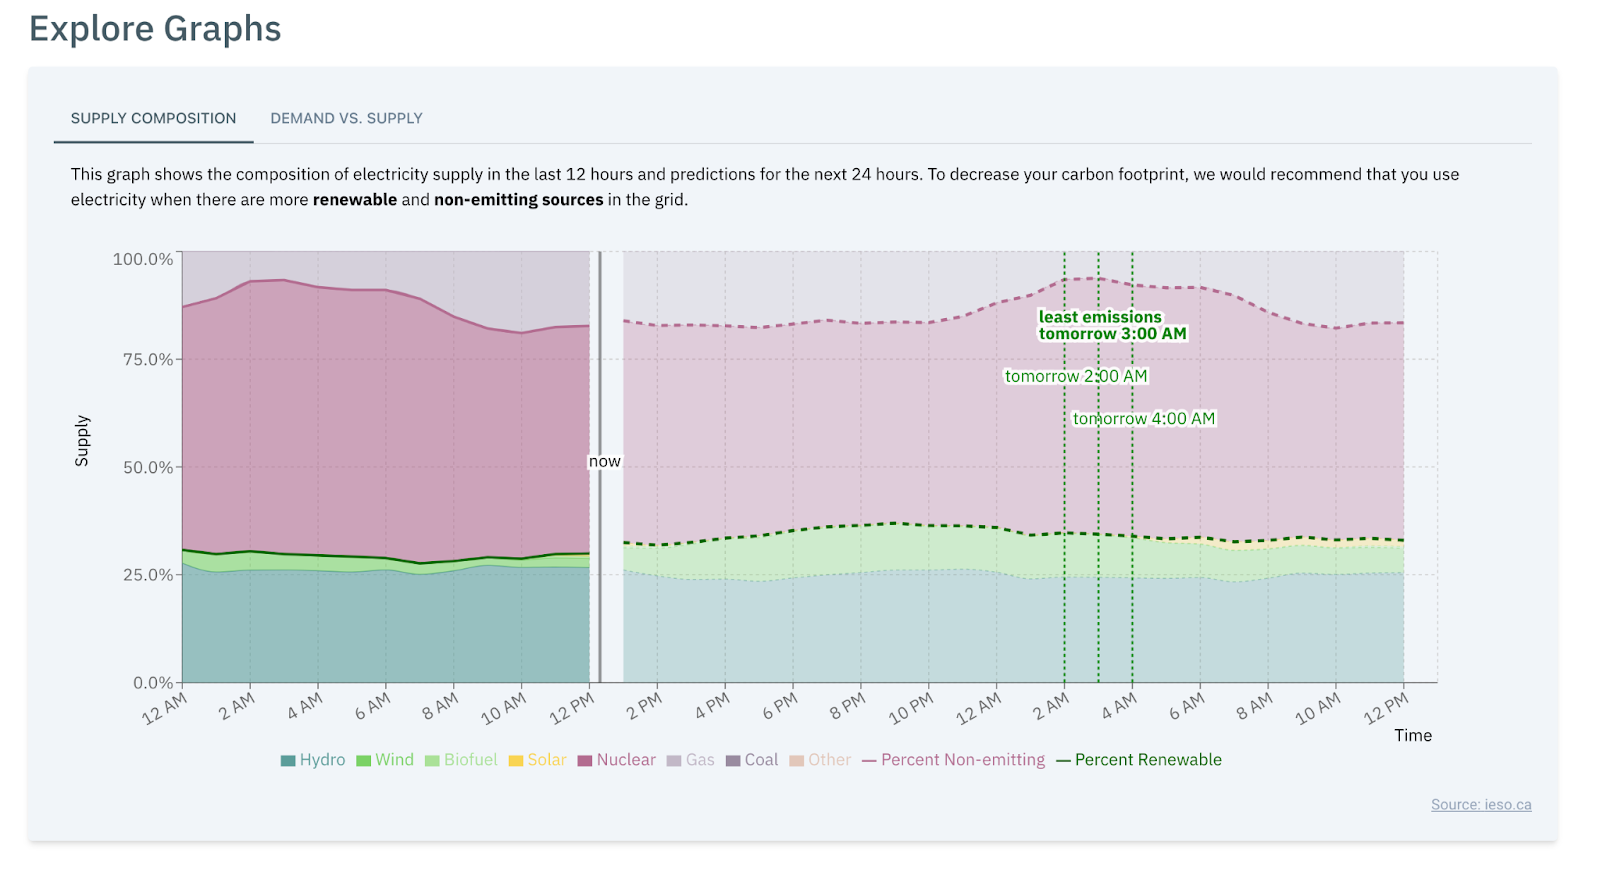 Explore Graphs
SUPPLY COMPOSITION
DEMAND VS. SUPPLY
This graph shows the composition of electricity supply in the last 12 hours and predictions for the next 24 hours. To decrease your carbon footprint, we would recommend that you use
electricity when there are more renewable and non-emitting sources in the grid.
100.0%
75.0%
50.0%
25.0%
0.0%
Supply
now
least emissions
tomorrow 3:00 AM
tomorrow 2:00 AM
tomorrow 4:00 AM
12 AM
2 AM
4 AM
6 AM
8 AM
10 AM
12 PM
2 PM
4 PM
6 PM
8 PM
10 PM
12 AM
2 AM
4 AM
6 AM
8 AM
10 AM
12 PM
Time
Hydro
Wind
Biofuel
Solar
Nuclear
Gas
Coal
Other
Percent Non-emitting
Percent Renewable
Source: ieso.ca